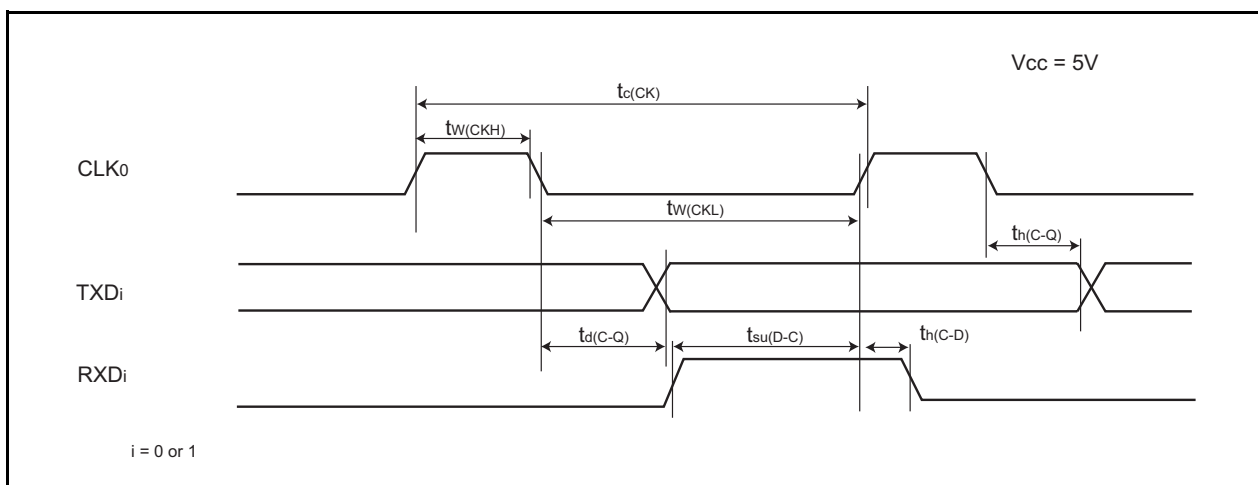 Vcc = 5V
tc(CK)
tW(CKH)
CLK0
tW(CKL)
th(C-Q)
TXDi
td(C-Q)
tsu(D-C)
th(C-D)
RXDi
i = 0 or 1